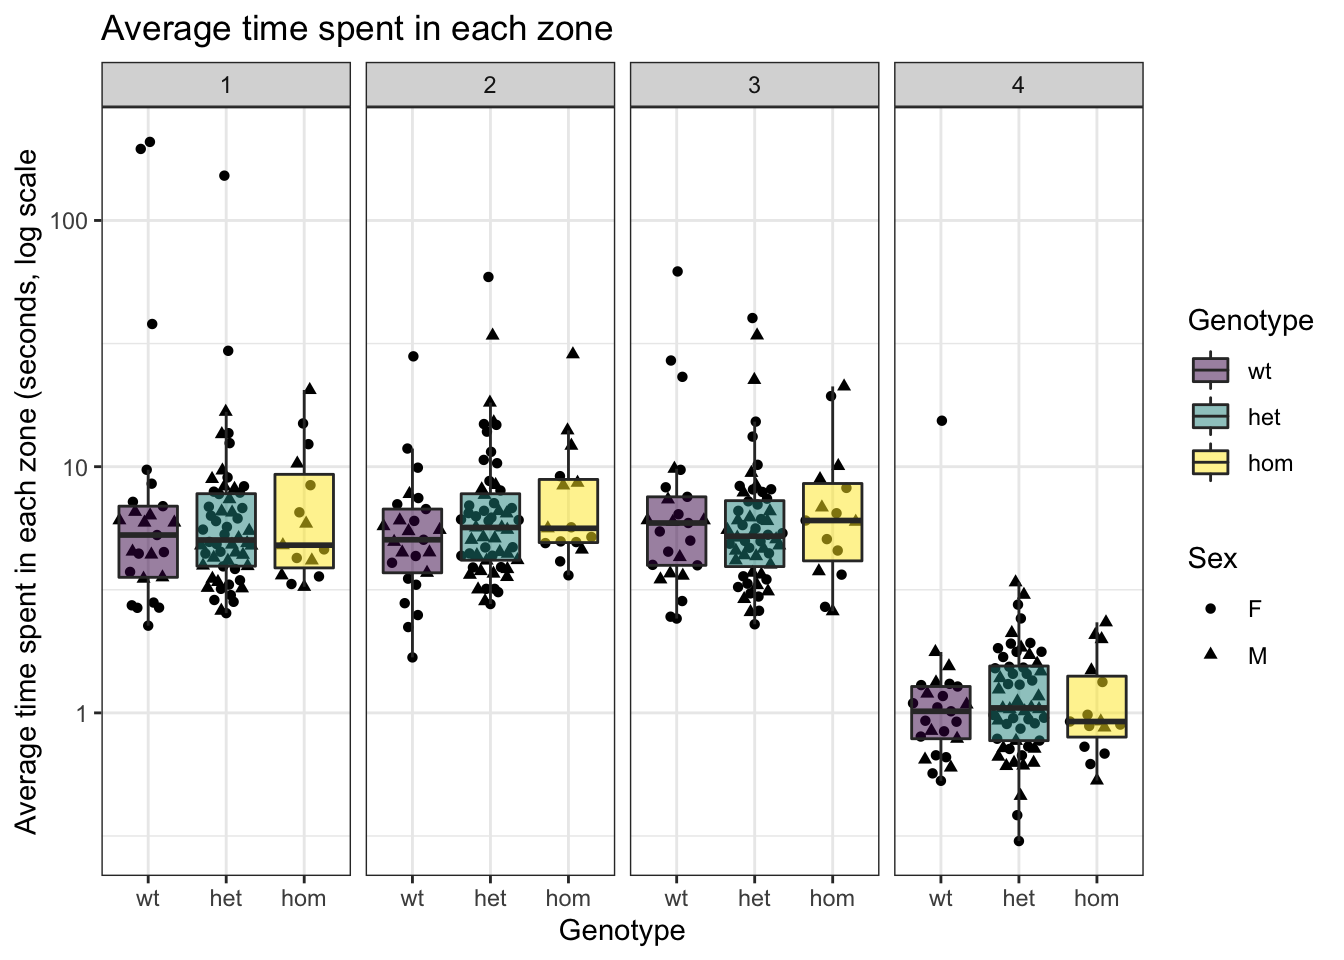 Average time spent in each zone
1 2 3 4
Average time spent in each zone (seconds, log scale
100
10
1
wt het hom wt het hom wt het hom wt het hom
Genotype
Genotype
wt
het
hom
Sex
F
M